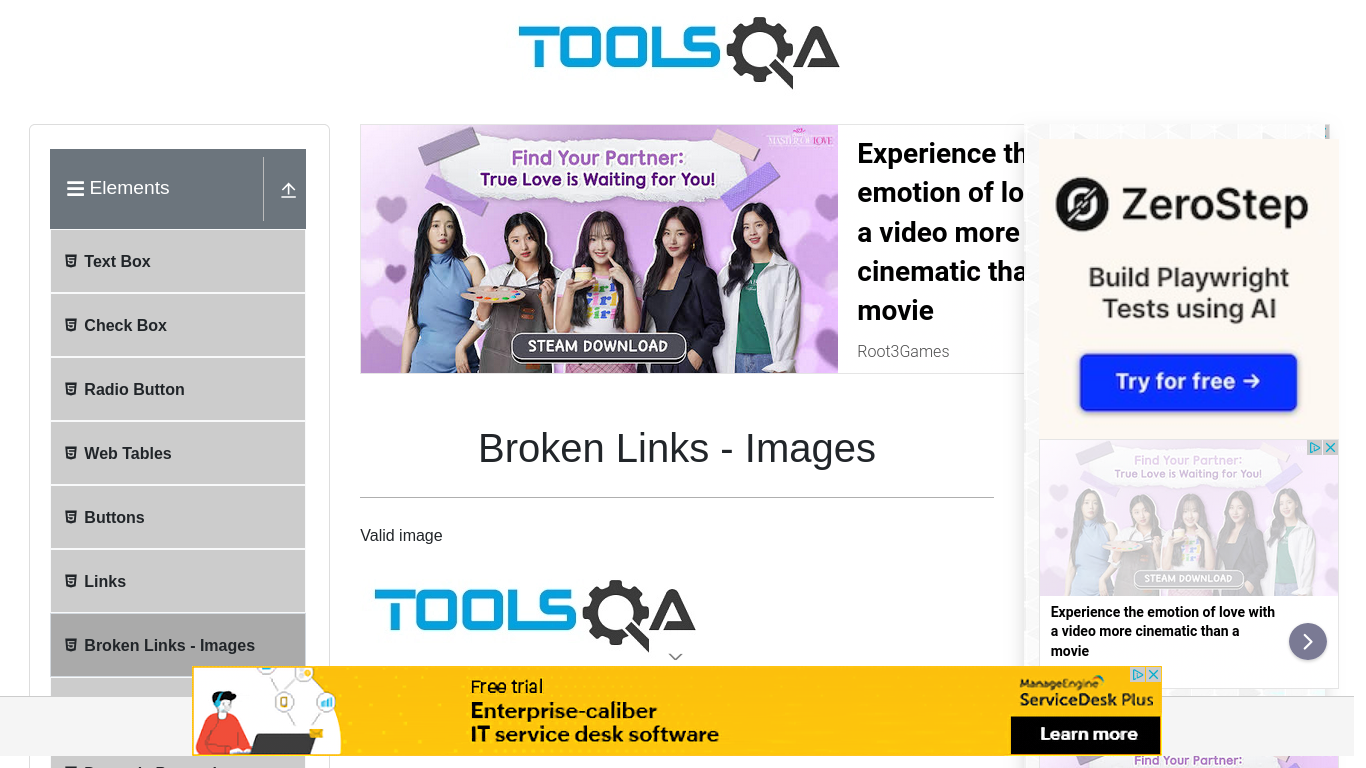 TOOLSQA
Elements
Text Box
Check Box
Radio Button
Web Tables
Buttons
Links
Broken Links - Images
MASTER OF LOVE
Find Your Partner:
True Love is Waiting for You!
STEAM DOWNLOAD
Experience th
emotion of lo
a video more
cinematic tha
movie
Root3Games
Broken Links - Images
Valid image
TOOLSQA
ZeroStep
Build Playwright
Tests using AI
Try for free →
Find Your Partner:
True Love is Waiting for You!
STEAM DOWNLOAD
Experience the emotion of love with
a video more cinematic than a
movie
Free trial
Enterprise-caliber
IT service desk software
ManageEngine
ServiceDesk Plus
Learn more
Find Your Partner: